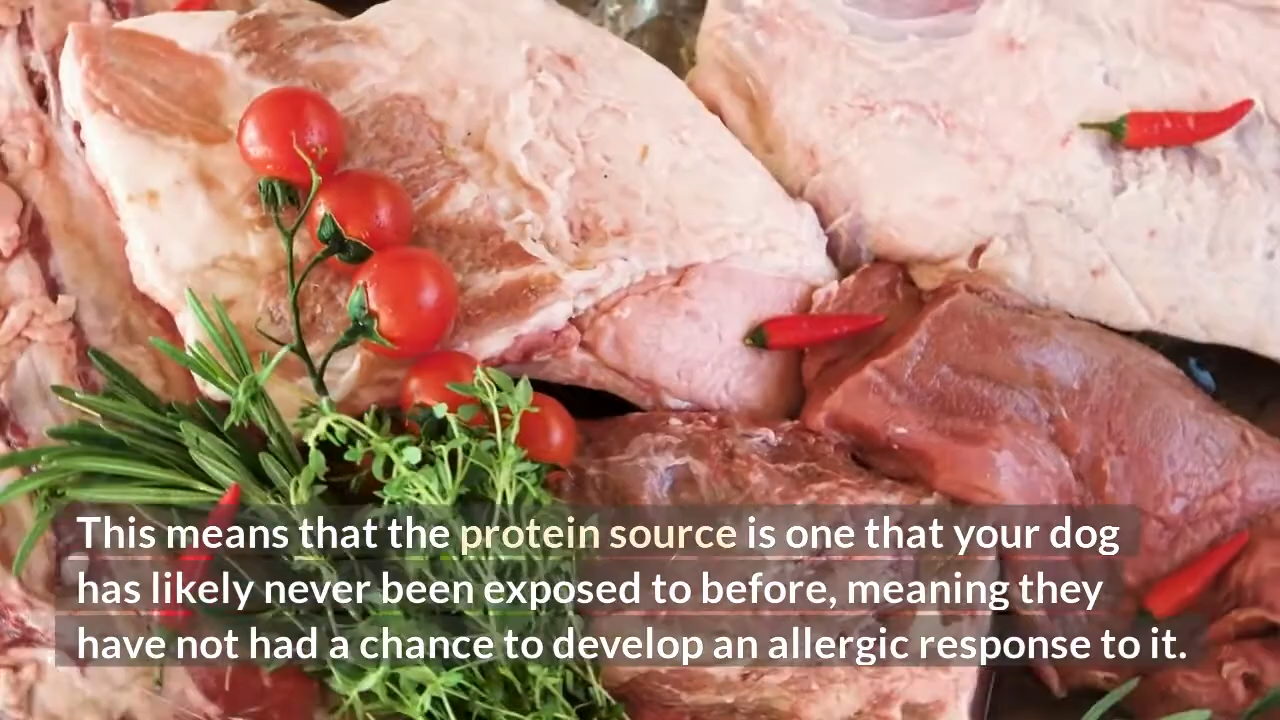 This means that the protein source is one that your dog
has likely never been exposed to before, meaning they
have not had a chance to develop an allergic response to it.